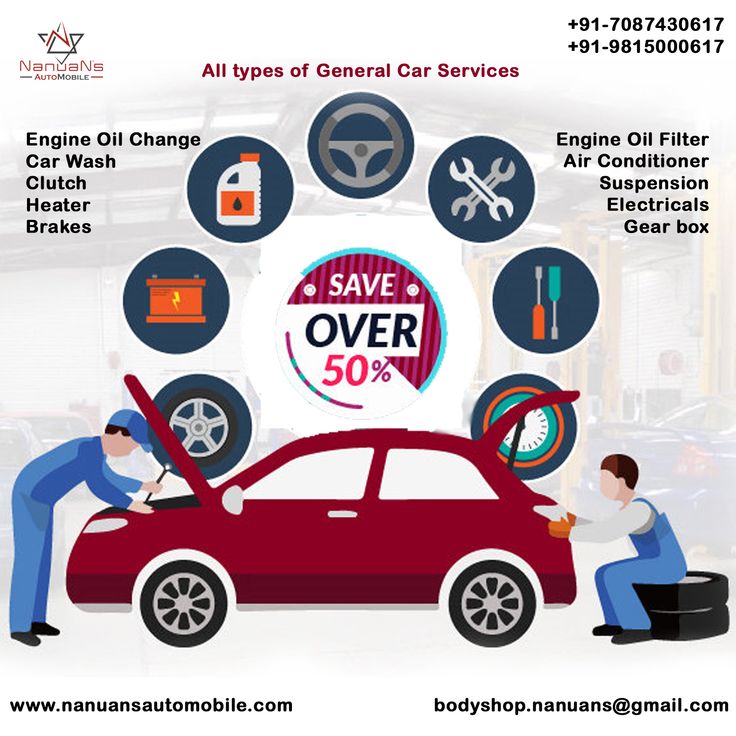 NanuaNs
AutoMobile
+91-7087430617
+91-9815000617
All types of General Car Services
Engine Oil Change
Car Wash
Clutch
Heater
Brakes
Engine Oil Filter
Air Conditioner
Suspension
Electricals
Gear box
SAVE
OVER
50%
www.nanuansautomobile.com
bodyshop.nanuans@gmail.com